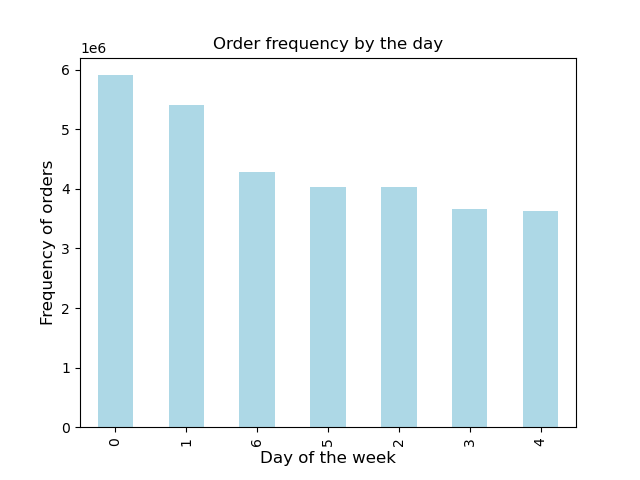 Order frequency by the day
1e6
6
5
4
3
2
1
0
Frequency of orders
0 1 6 5 2 3 4
Day of the week